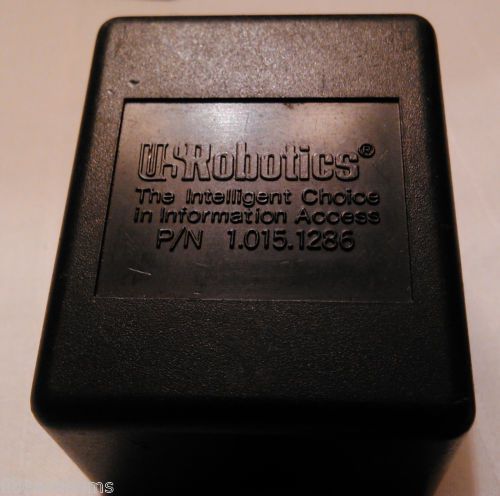 USRobotics®
The Intelligent Choice
in Information Access
P/N 1.015.1286